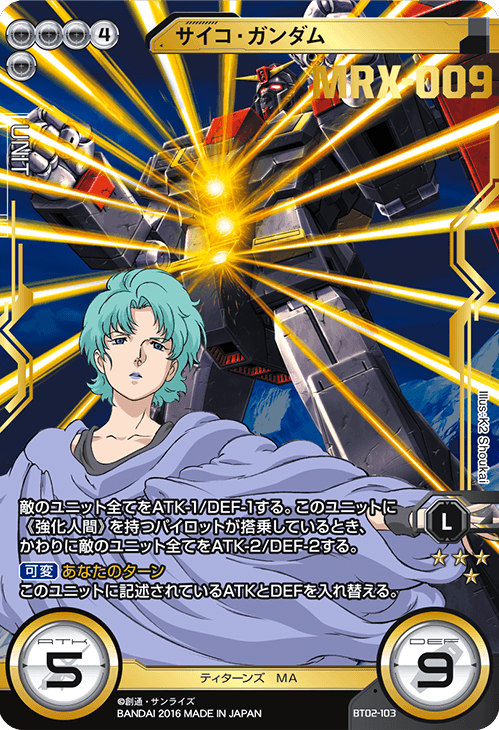 4
サイコ・ガンダム
MRX-009
UNIT
Illus:K2 Shoukai
敵のユニット全てをATK-1/DEF-1する。このユニットに
《強化人間》を持つパイロットが搭乗しているとき、
かわりに敵のユニット全てをATK-2/DEF-2する。
可変 あなたのターン
このユニットに記述されているATKとDEFを入れ替える。
L
ATK
5
DEF
9
ティターンズ MA
©創通・サンライズ
BANDAI 2016 MADE IN JAPAN
BT02-103